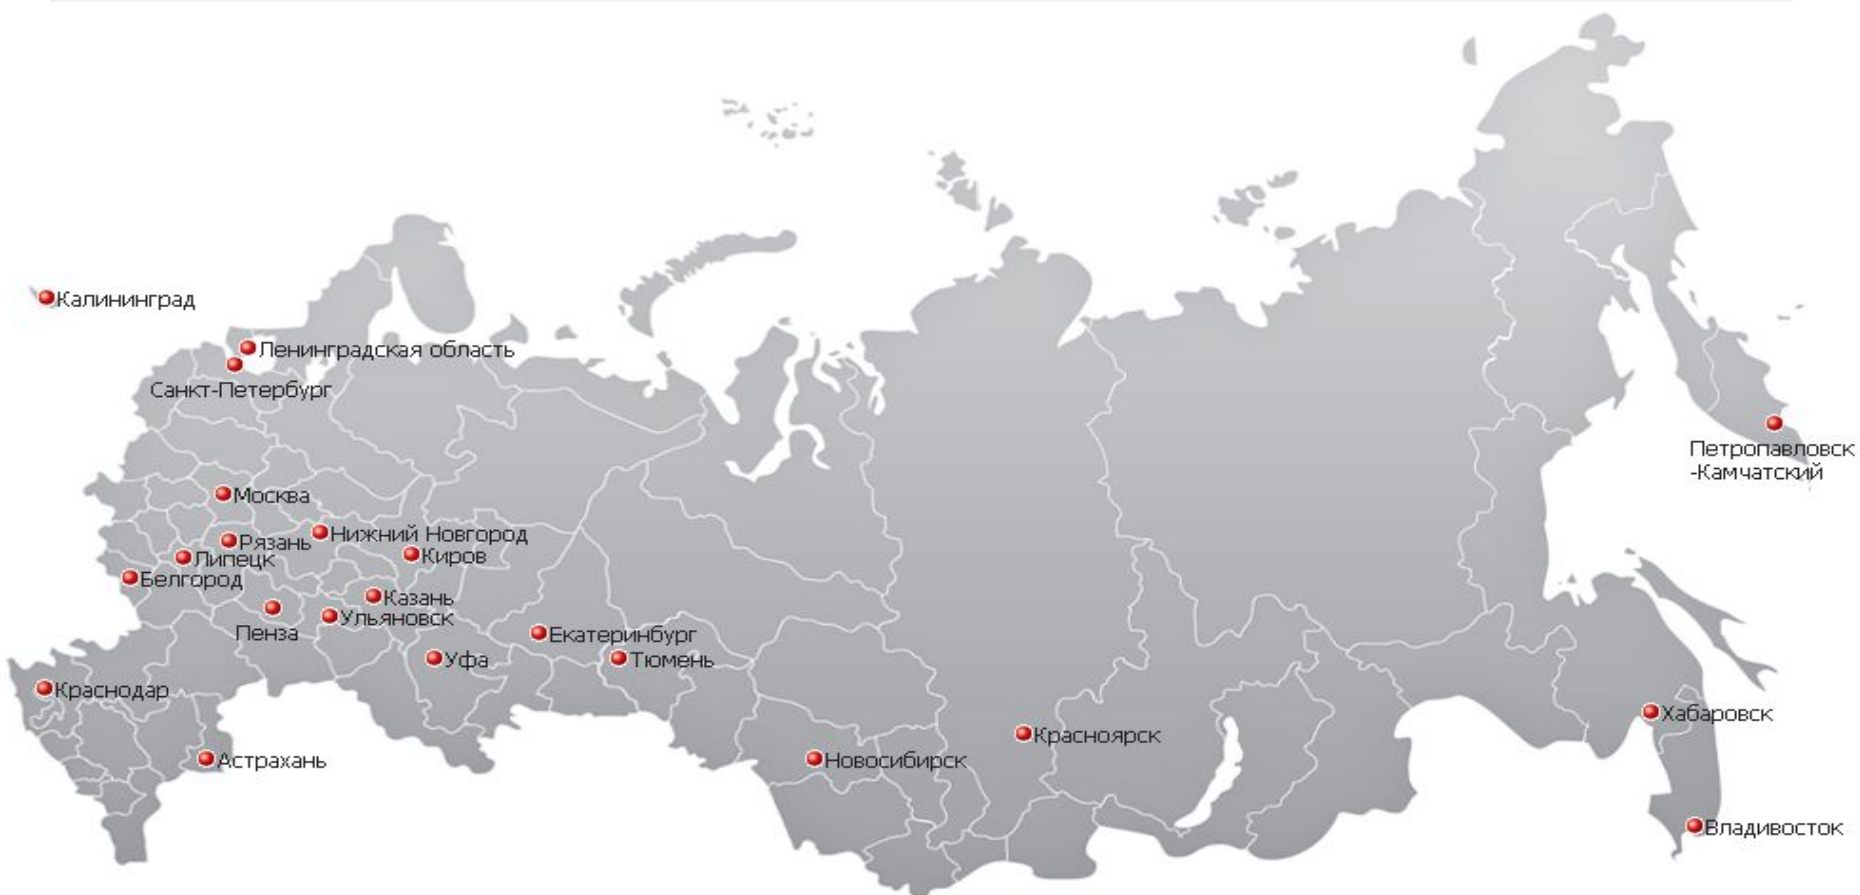 Калининград
Ленинградская область
Санкт-Петербург
Петропавловск
-Камчатский
Москва
Нижний Новгород
Рязань
Киров
Липецк
Белгород
Казань
Ульяновск
Пенза
Екатеринбург
Уфа
Тюмень
Краснодар
Хабаровск
Красноярск
Астрахань
Новосибирск
Владивосток